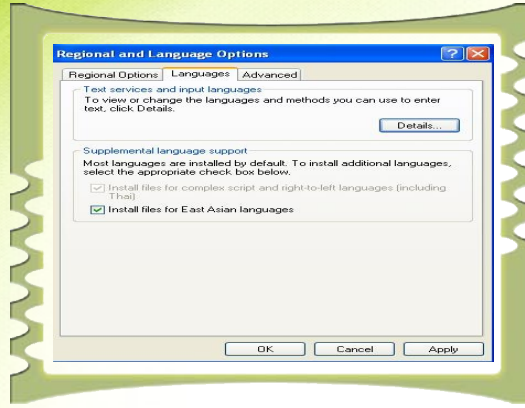 Regional and Language Options
Regional Options Languages Advanced
Text services and input languages
To view or change the languages and methods you can use to enter
text, click Details.
Details...
Supplemental language support
Most languages are installed by default. To install additional languages,
select the appropriate check box below.
Install files for complex script and right-to-left languages (including
Thai)
Install files for East Asian languages
OK Cancel Apply